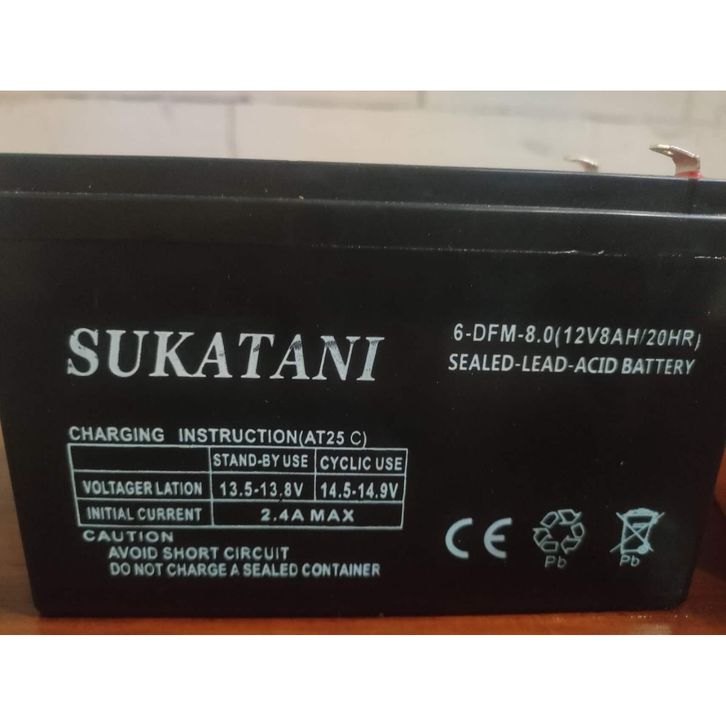 SUKATANI
6-DFM-8.0(12V8AH/20HR)
SEALED-LEAD-ACID BATTERY
CHARGING INSTRUCTION(AT25 C)
STAND-BY USE CYCLIC USE
VOLTAGER LATION 13.5-13.8V 14.5-14.9V
INITIAL CURRENT 2.4A MAX
CAUTION
AVOID SHORT CIRCUIT
DO NOT CHARGE A SEALED CONTAINER
CE
Pb Pb